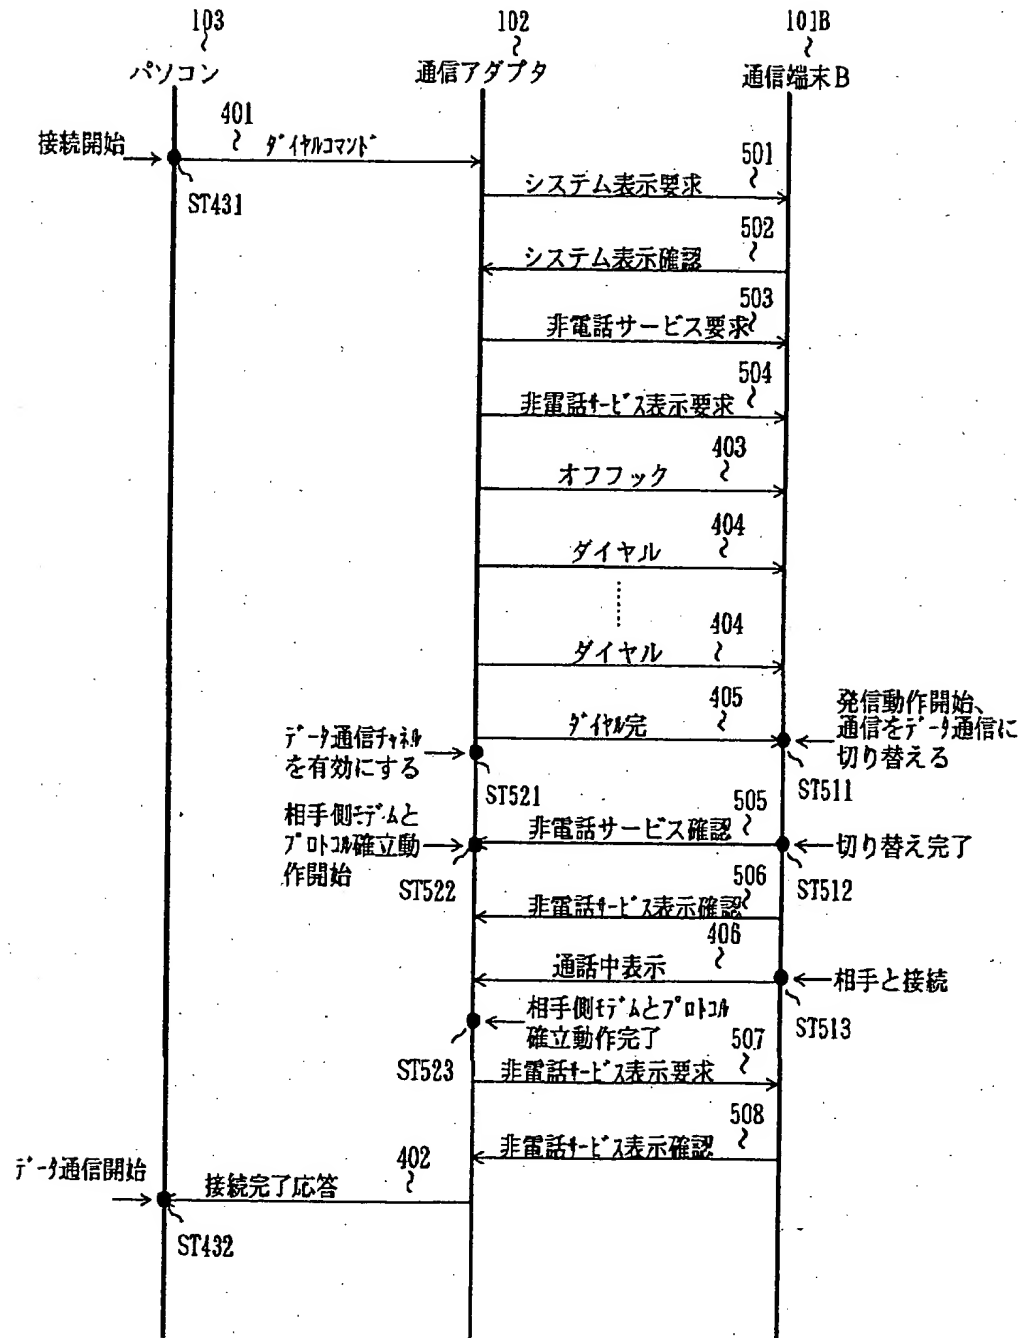 103
102
101B
パソコン
通信アダプタ
通信端末B
401
接続開始
ダイヤルコマンド
ST431
501
システム表示要求
502
システム表示確認
503
非電話サービス要求
504
非電話サービス表示要求
403
オフフック
404
ダイヤル
404
ダイヤル
405
ダイヤル完
発信動作開始、
通信をデータ通信に
切り替える
ST511
データ通信チャネル
を有効にする
ST521
505
非電話サービス確認
相手側モデムと
プロトコル確立動
作開始
ST522
切り替え完了
ST512
506
非電話サービス表示確認
406
通話中表示
相手と接続
ST513
相手側モデムとプロトコル
確立動作完了
ST523
507
非電話サービス表示要求
508
非電話サービス表示確認
データ通信開始
402
接続完了応答
ST432